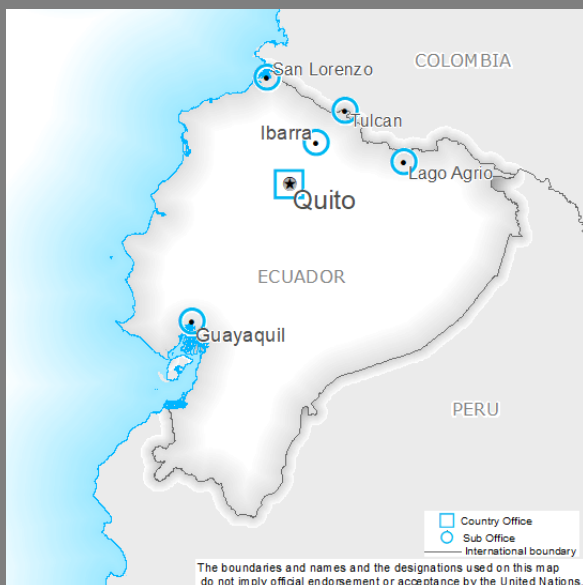 COLOMBIA
San Lorenzo
Tulcan
Ibarra
Lago Agrio
Quito
ECUADOR
Guayaquil
PERU
Country Office
Sub Office
International boundary
The boundaries and names and the designations used on this map
do not imply official endorsement or acceptance by the United Nations